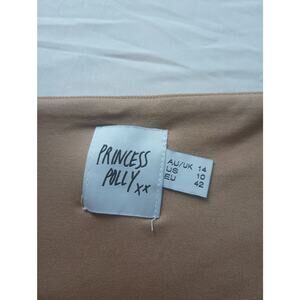 PRINCESS
POLLY xx
AU/UK 14
US 10
EU 42